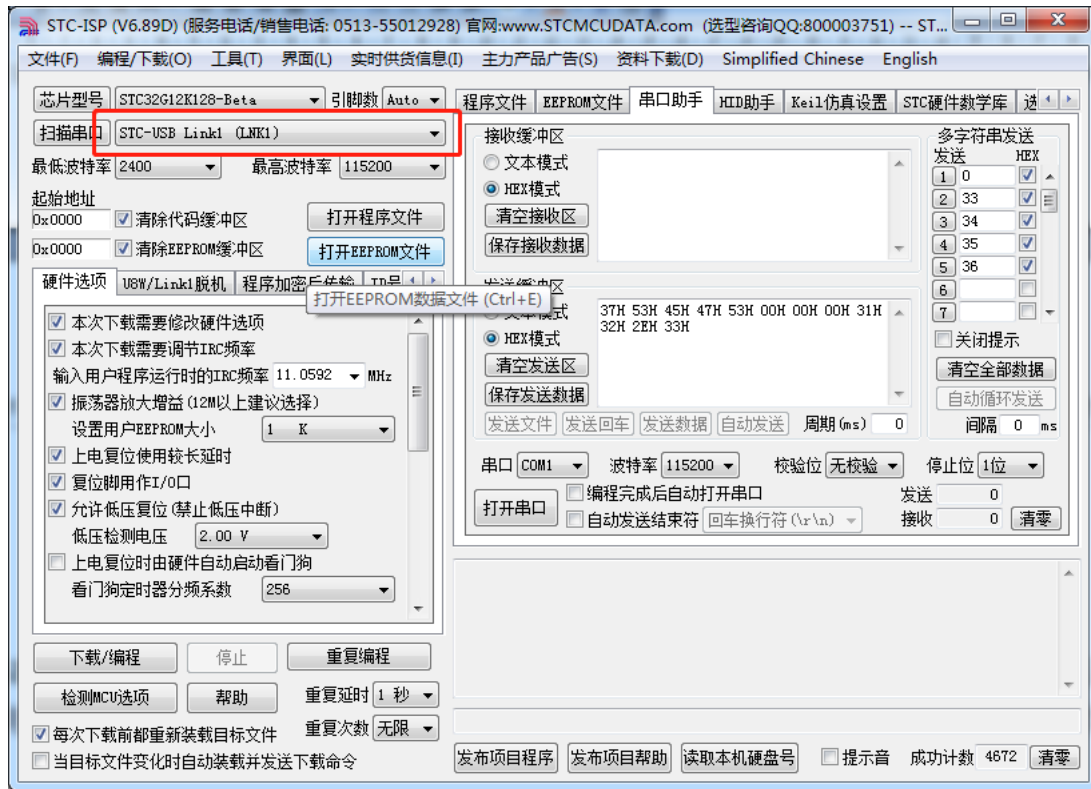 STC-ISP (V6.89D) (服务电话/销售电话: 0513-55012928) 官网:www.STCMCUDATA.com (选型咨询QQ:800003751) -- ST...
文件(F) 编程/下载(O) 工具(T) 界面(L) 实时供货信息(I) 主力产品广告(S) 资料下载(D) Simplified Chinese English
芯片型号 STC32G12K128-Beta 引脚数 Auto
扫描串口 STC-USB Link1 (LNK1)
最低波特率 2400 最高波特率 115200
起始地址
0x0000 清除代码缓冲区 打开程序文件
0x0000 清除EEPROM缓冲区 打开EEPROM文件
硬件选项 U8W/Link1脱机 程序加密后传输 ID号
打开EEPROM数据文件 (Ctrl+E)
本次下载需要修改硬件选项
本次下载需要调节IRC频率
输入用户程序运行时的IRC频率 11.0592 MHz
振荡器放大增益(12M以上建议选择)
设置用户EEPROM大小 1 K
上电复位使用较长延时
复位脚用作I/O口
允许低压复位(禁止低压中断)
低压检测电压 2.00 V
上电复位时由硬件自动启动看门狗
看门狗定时器分频系数 256
下载/编程 停止 重复编程
检测MCU选项 帮助 重复延时 1 秒
每次下载前都重新装载目标文件 重复次数 无限
当目标文件变化时自动装载并发送下载命令
程序文件 EEPROM文件 串口助手 HID助手 Keil仿真设置 STC硬件数学库 选
接收缓冲区
文本模式
HEX模式
清空接收区
保存接收数据
发送缓冲区
文本模式
HEX模式
清空发送区
保存发送数据
37H 53H 45H 47H 53H 00H 00H 00H 31H
32H 2EH 33H
发送文件 发送回车 发送数据 自动发送 周期(ms) 0
多字符串发送
发送 HEX
1 0
2 33
3 34
4 35
5 36
6
7
关闭提示
清空全部数据
自动循环发送
间隔 0 ms
串口 COM1 波特率 115200 校验位 无校验 停止位 1位
打开串口 编程完成后自动打开串口 发送 0
自动发送结束符 回车换行符(\r\n) 接收 0 清零
发布项目程序 发布项目帮助 读取本机硬盘号 提示音 成功计数 4672 清零